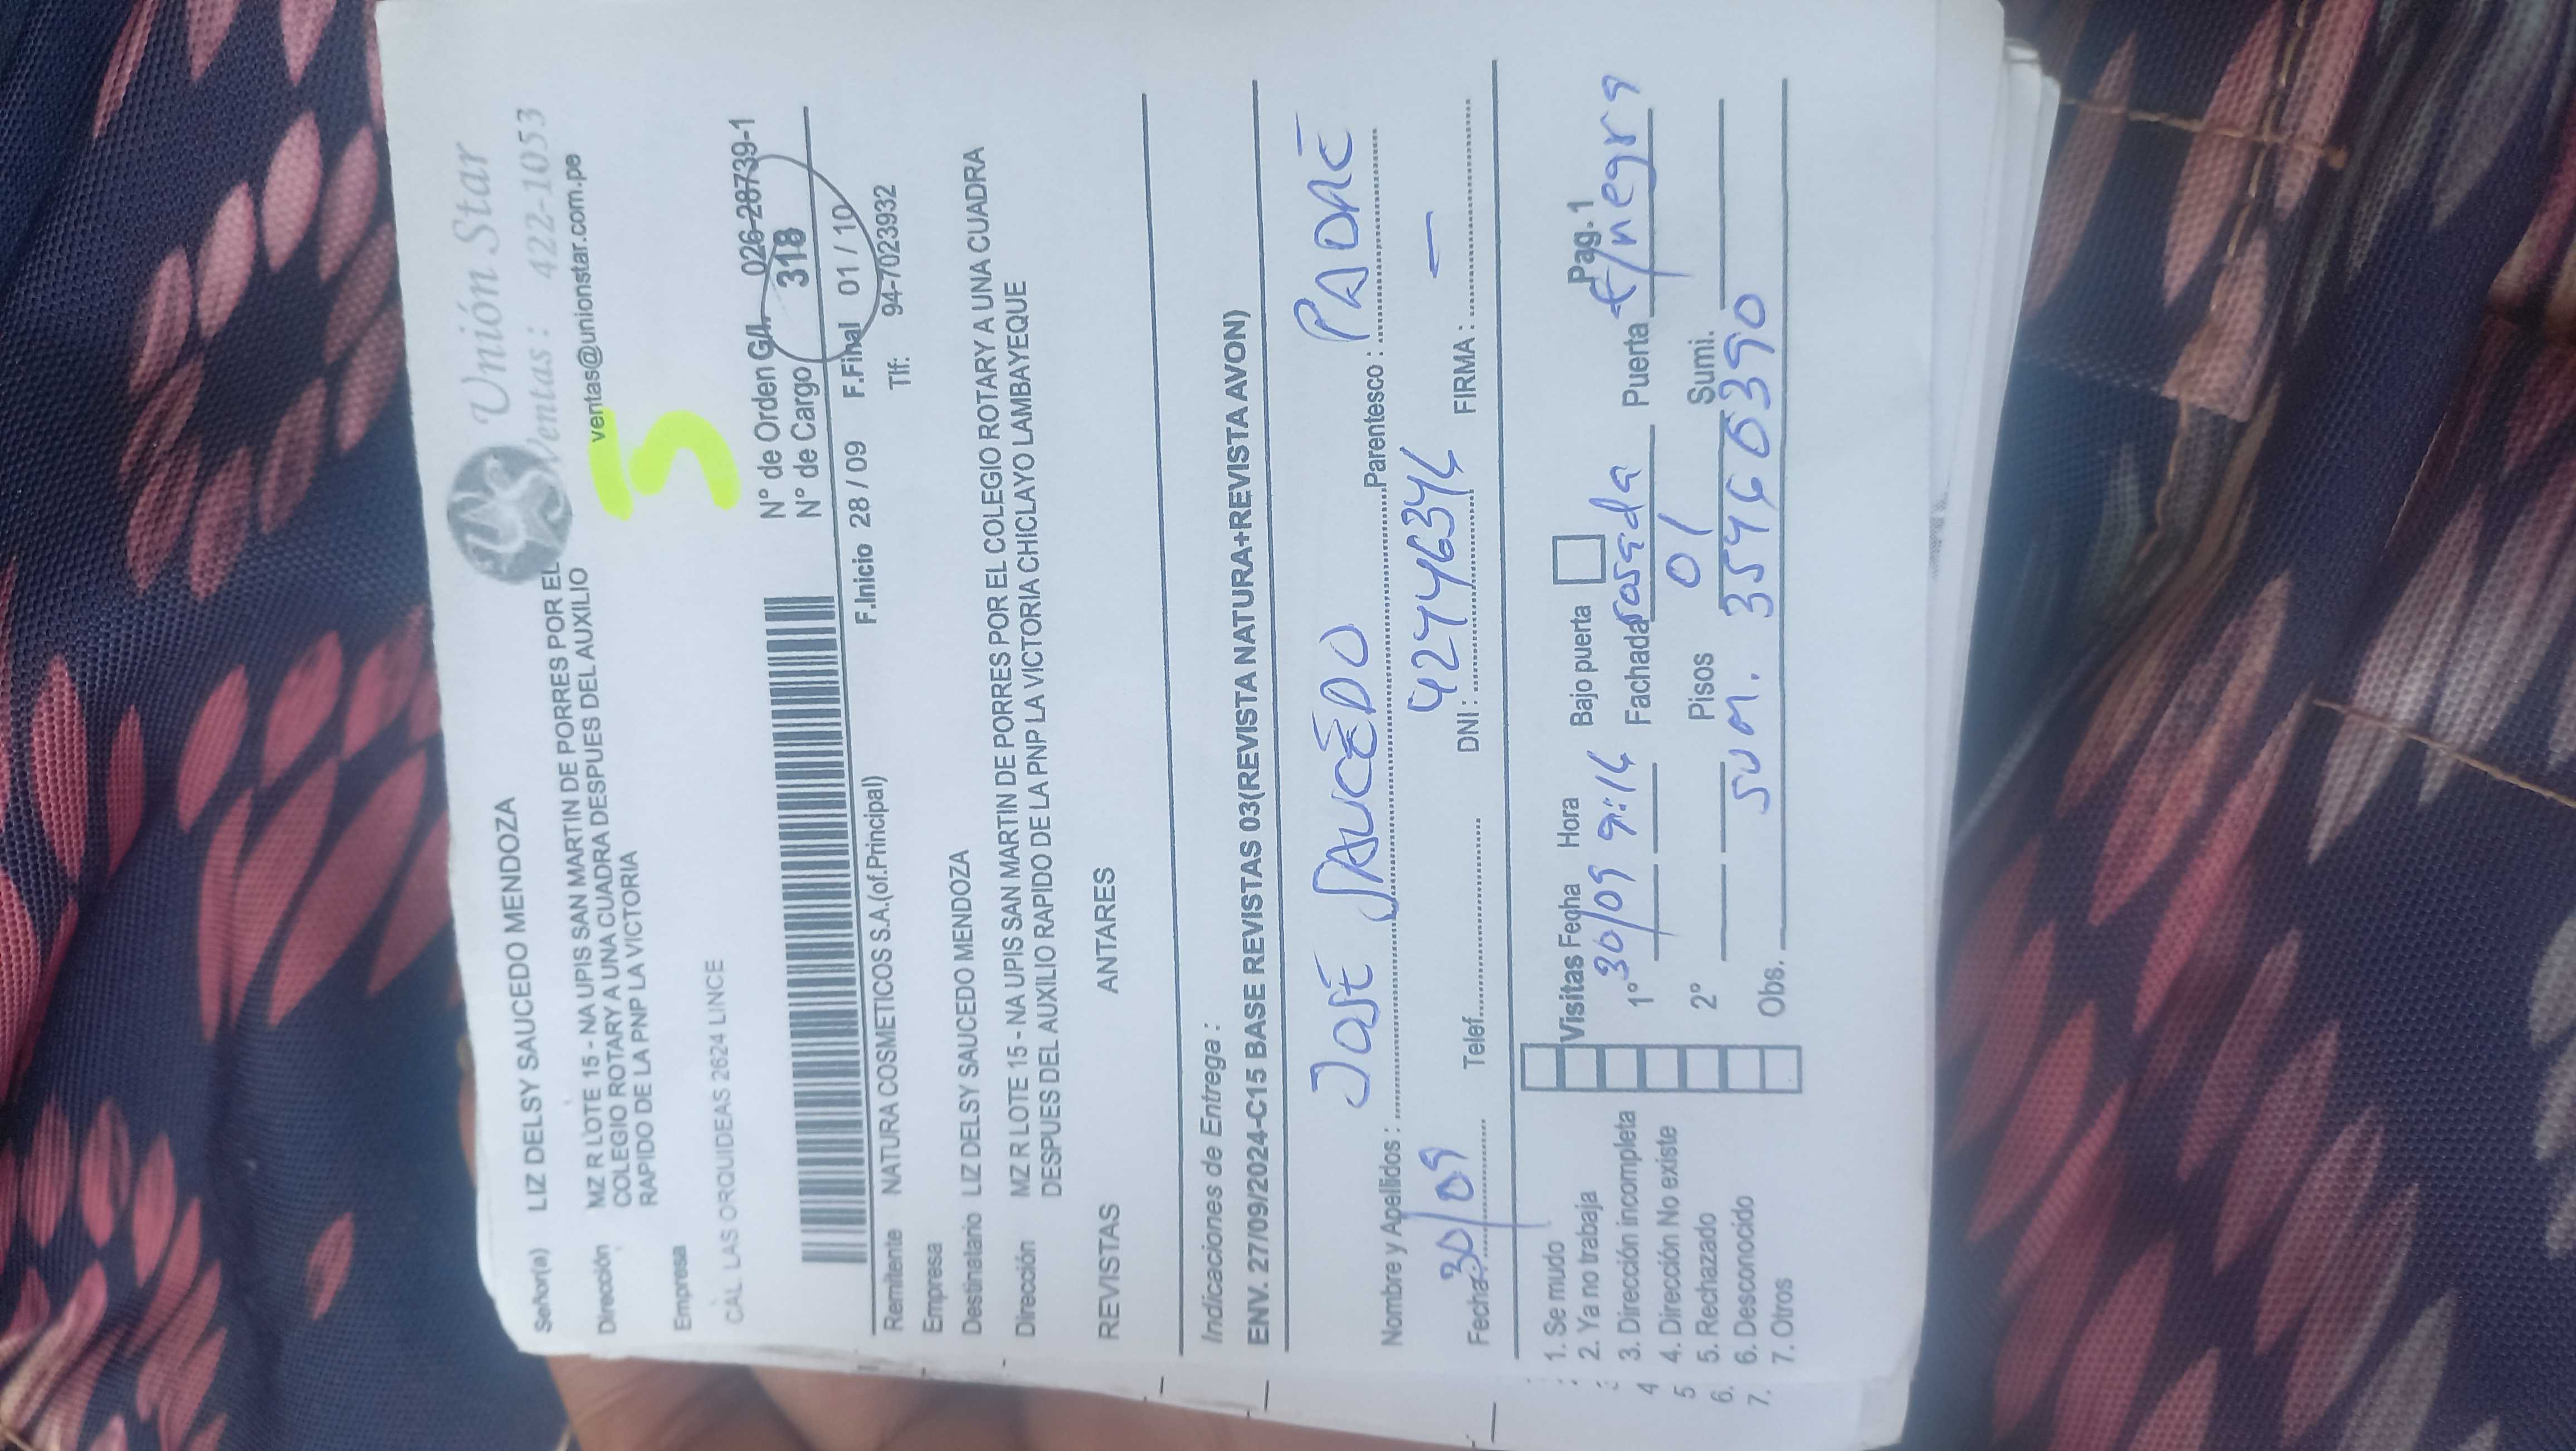 Señor(a) LIZ DELSY SAUCEDO MENDOZA
Unión Star
Ventas : 422-1053
ventas@unionstar.com.pe
Dirección MZ R LOTE 15 - NA UPIS SAN MARTIN DE PORRES POR EL
COLEGIO ROTARY A UNA CUADRA DESPUES DEL AUXILIO
RAPIDO DE LA PNP LA VICTORIA
5
Empresa
CAL LAS ORQUIDEAS 2624 LINCE
N° de Orden G/L 026-28739-1
N° de Cargo 318
F.Inicio 28 / 09 F.Final 01 / 10
Remitente NATURA COSMETICOS S.A.(of.Principal) Tlf: 94-7023932
Empresa
Destinatario LIZ DELSY SAUCEDO MENDOZA
Dirección MZ R LOTE 15 - NA UPIS SAN MARTIN DE PORRES POR EL COLEGIO ROTARY A UNA CUADRA
DESPUES DEL AUXILIO RAPIDO DE LA PNP LA VICTORIA CHICLAYO LAMBAYEQUE
REVISTAS ANTARES
Indicaciones de Entrega :
ENV. 27/09/2024-C15 BASE REVISTAS 03(REVISTA NATURA+REVISTA AVON)
Nombre y Apellidos : JOSE SAUCEDO Parentesco : PADRE
Fecha: 30/09 Telef. DNI : FIRMA : —
1. Se mudo
2. Ya no trabaja
3. Dirección incompleta
4. Dirección No existe
5. Rechazado
6. Desconocido
7. Otros
Visitas Fecha Hora Bajo puerta Pag. 1
1° 30/09 9:16 Fachada rosada Puerta f/negra
2° Pisos 01 Sumi.
Obs. SUM.
4
5
6.
7.